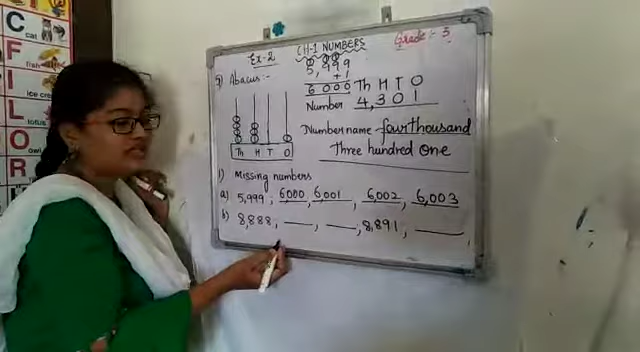 Ex-2
CH-1 NUMBERS
Grade:- 3
5) Abacus:-
5,999
+1
6000
Th H T O
Number 4,301
Th H T O
Number name - four thousand
Three hundred one
1) Missing numbers
a) 5,999, 6,000, 6,001, 6,002, 6,003
b) 8,888, ___, ___, 8,891, ___
C
cat
F
fish
I
ice cream
L
lotus
O
owl
R